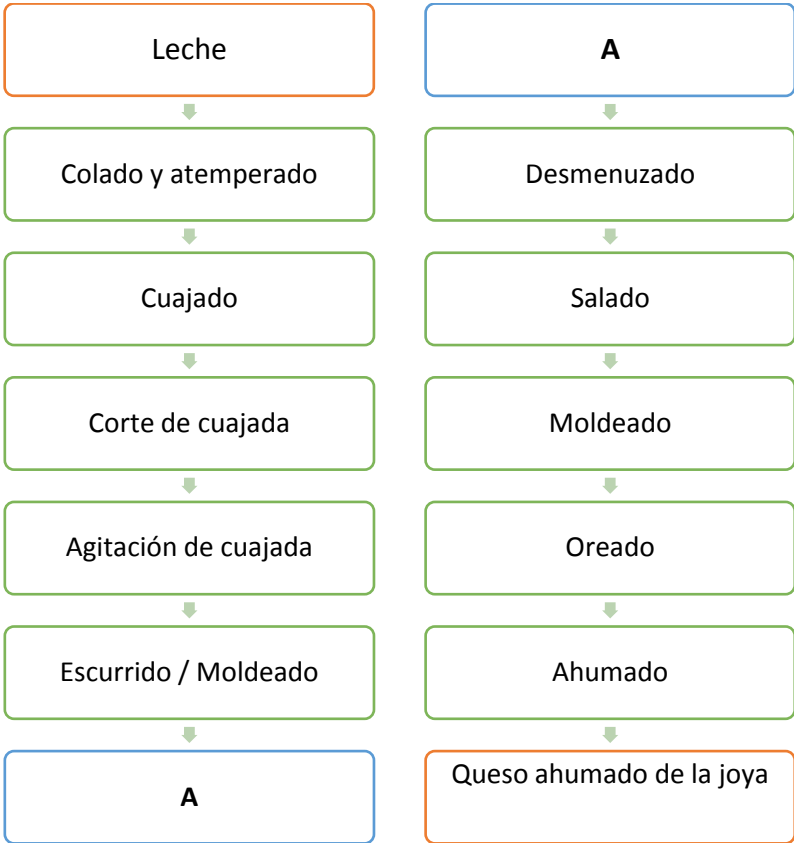 Leche
Colado y atemperado
Cuajado
Corte de cuajada
Agitación de cuajada
Escurrido / Moldeado
A
A
Desmenuzado
Salado
Moldeado
Oreado
Ahumado
Queso ahumado de la joya